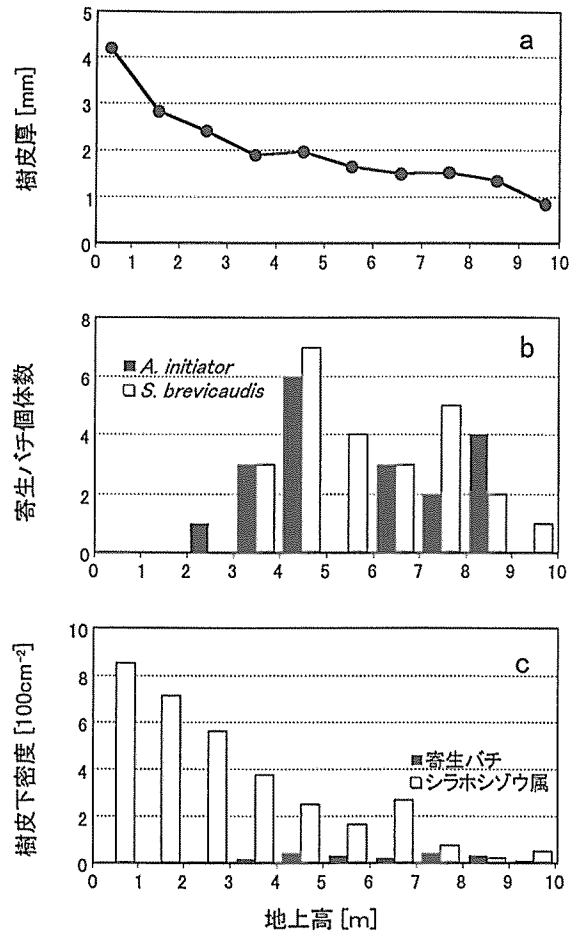 a
樹皮厚 [mm]
5
4
3
2
1
0
0 1 2 3 4 5 6 7 8 9 10
b
■ A. initiator
□ S. brevicaudis
寄生バチ個体数
8
6
4
2
0
0 1 2 3 4 5 6 7 8 9 10
c
■寄生バチ
□シラホシゾウ属
樹皮下密度 [100cm⁻²]
10
8
6
4
2
0
0 1 2 3 4 5 6 7 8 9 10
地上高 [m]